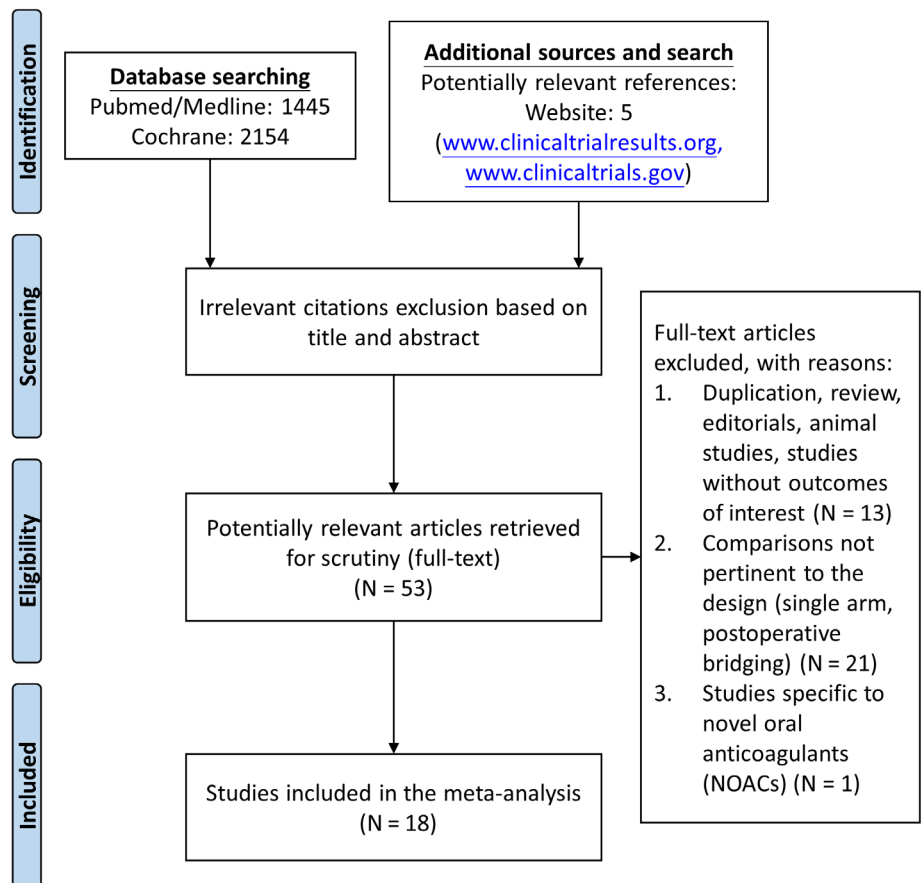 Identification
Database searching
Pubmed/Medline: 1445
Cochrane: 2154
Additional sources and search
Potentially relevant references:
Website: 5
(www.clinicaltrialresults.org,
www.clinicaltrials.gov)
Screening
Irrelevant citations exclusion based on
title and abstract
Full-text articles
excluded, with reasons:
1. Duplication, review,
editorials, animal
studies, studies
without outcomes
of interest (N = 13)
2. Comparisons not
pertinent to the
design (single arm,
postoperative
bridging) (N = 21)
3. Studies specific to
novel oral
anticoagulants
(NOACs) (N = 1)
Eligibility
Potentially relevant articles retrieved
for scrutiny (full-text)
(N = 53)
Included
Studies included in the meta-analysis
(N = 18)